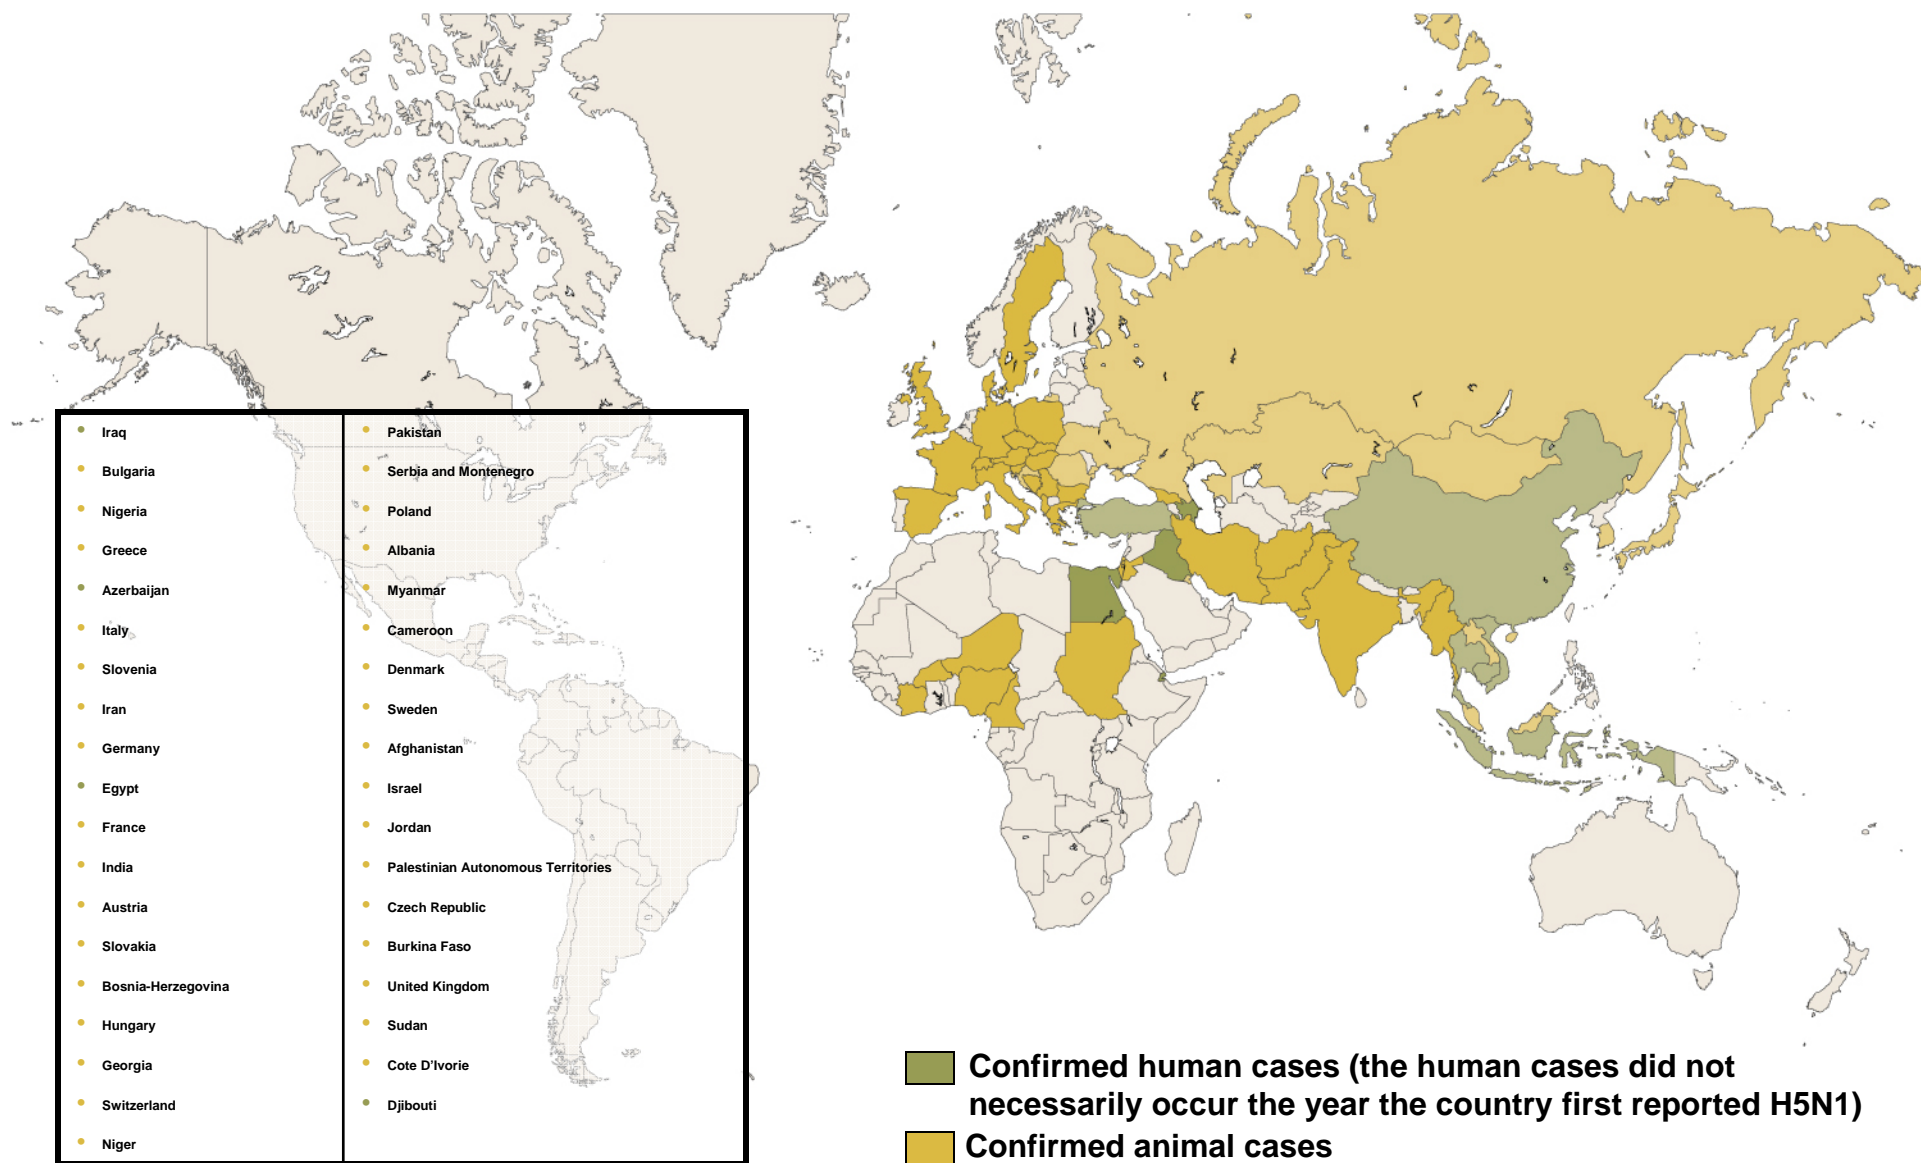 Iraq
Bulgaria
Nigeria
Greece
Azerbaijan
Italy
Slovenia
Iran
Germany
Egypt
France
India
Austria
Slovakia
Bosnia-Herzegovina
Hungary
Georgia
Switzerland
Niger
Pakistan
Serbia and Montenegro
Poland
Albania
Myanmar
Cameroon
Denmark
Sweden
Afghanistan
Israel
Jordan
Palestinian Autonomous Territories
Czech Republic
Burkina Faso
United Kingdom
Sudan
Cote D'Ivorie
Djibouti
Confirmed human cases (the human cases did not
necessarily occur the year the country first reported H5N1)
Confirmed animal cases